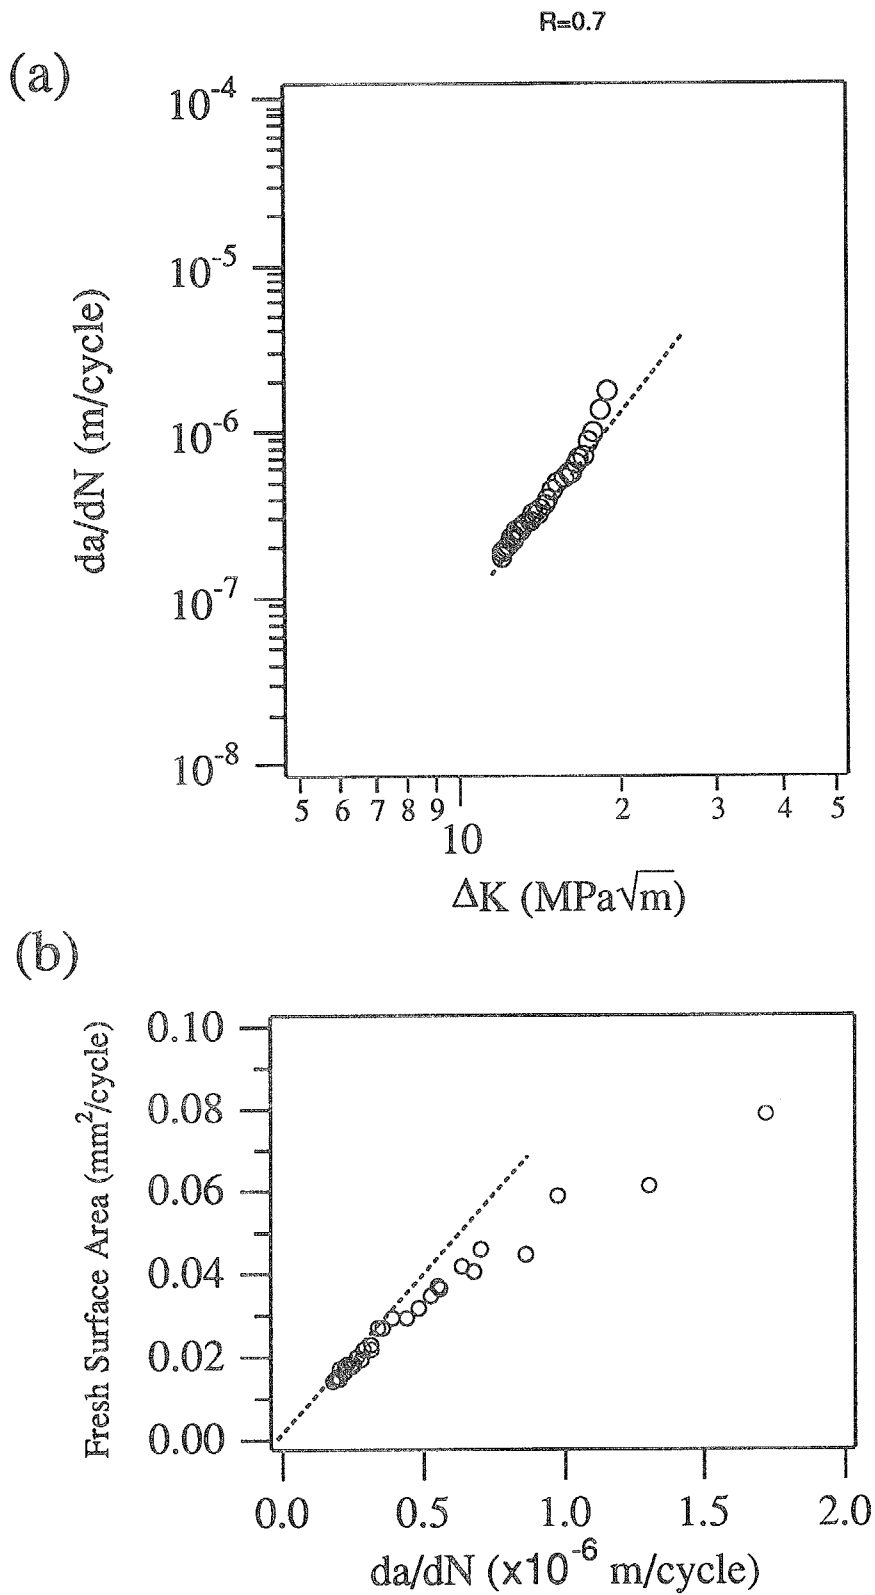 R=0.7
(a)
10^-4
10^-5
10^-6
10^-7
10^-8
da/dN (m/cycle)
5 6 7 8 9 10 2 3 4 5
ΔK (MPa√m)
(b)
0.10
0.08
0.06
0.04
0.02
0.00
Fresh Surface Area (mm²/cycle)
0.0 0.5 1.0 1.5 2.0
da/dN (x10^-6 m/cycle)